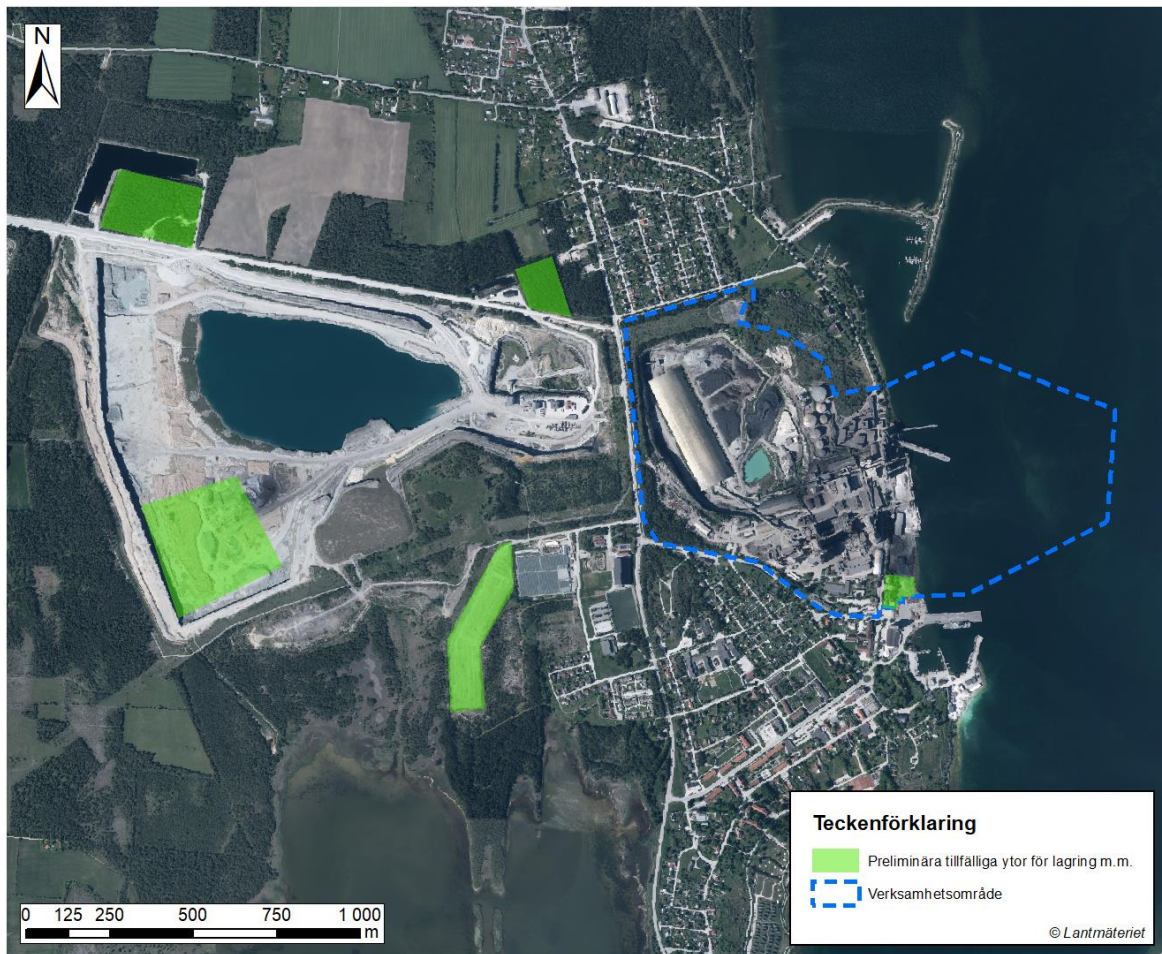 N
Teckenförklaring
Preliminära tillfälliga ytor för lagring m.m.
Verksamhetsområde
© Lantmäteriet
0 125 250 500 750 1 000
m